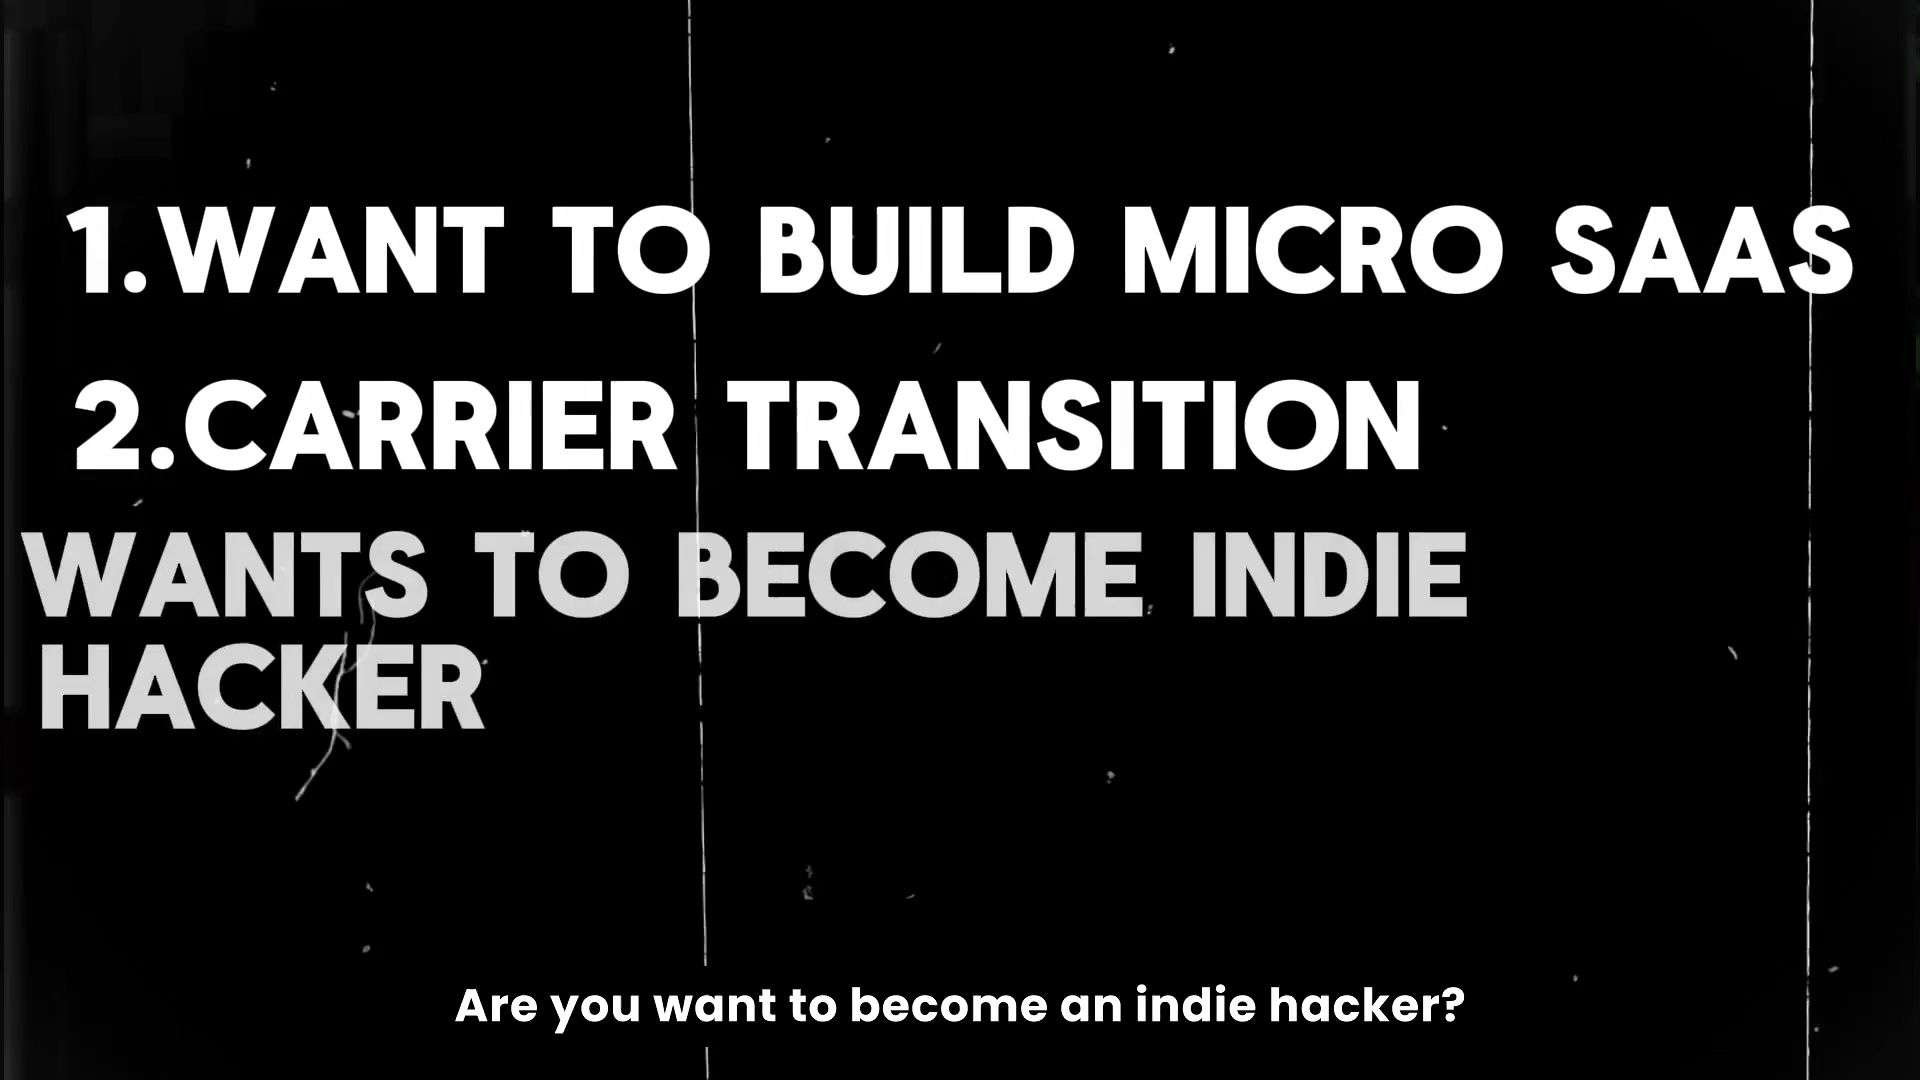 1.WANT TO BUILD MICRO SAAS
2.CARRIER TRANSITION
WANTS TO BECOME INDIE
HACKER
Are you want to become an indie hacker?